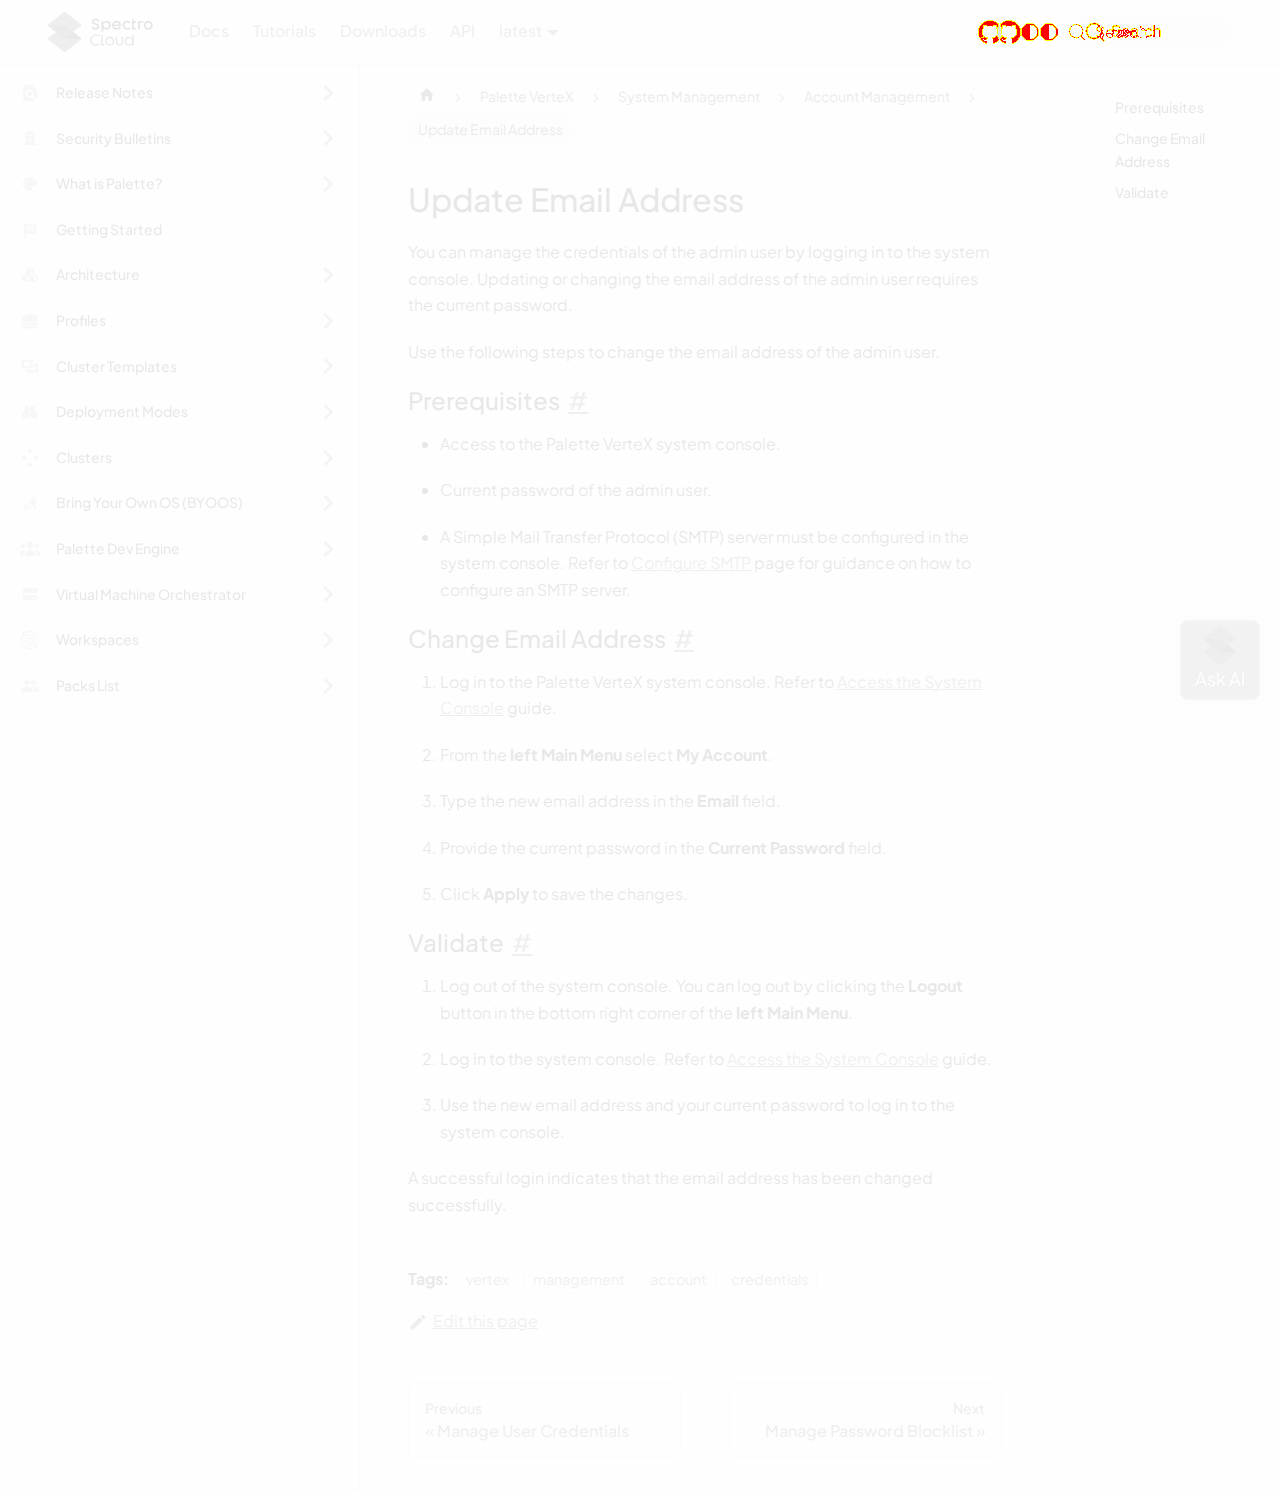 Spectro
Cloud
Docs
Tutorials
Downloads
API
latest
Search
Release Notes
Security Bulletins
What is Palette?
Getting Started
Architecture
Profiles
Cluster Templates
Deployment Modes
Clusters
Bring Your Own OS (BYOOS)
Palette Dev Engine
Virtual Machine Orchestrator
Workspaces
Packs List
Palette VerteX
System Management
Account Management
Update Email Address
Update Email Address
You can manage the credentials of the admin user by logging in to the system
console. Updating or changing the email address of the admin user requires
the current password.
Use the following steps to change the email address of the admin user.
Prerequisites #
• Access to the Palette VerteX system console.
• Current password of the admin user.
• A Simple Mail Transfer Protocol (SMTP) server must be configured in the
system console. Refer to Configure SMTP page for guidance on how to
configure an SMTP server.
Change Email Address #
1. Log in to the Palette VerteX system console. Refer to Access the System
Console guide.
2. From the left Main Menu select My Account.
3. Type the new email address in the Email field.
4. Provide the current password in the Current Password field.
5. Click Apply to save the changes.
Validate #
1. Log out of the system console. You can log out by clicking the Logout
button in the bottom right corner of the left Main Menu.
2. Log in to the system console. Refer to Access the System Console guide.
3. Use the new email address and your current password to log in to the
system console.
A successful login indicates that the email address has been changed
successfully.
Tags: vertex management account credentials
Edit this page
Previous
« Manage User Credentials
Next
Manage Password Blocklist »
Prerequisites
Change Email
Address
Validate
Ask AI